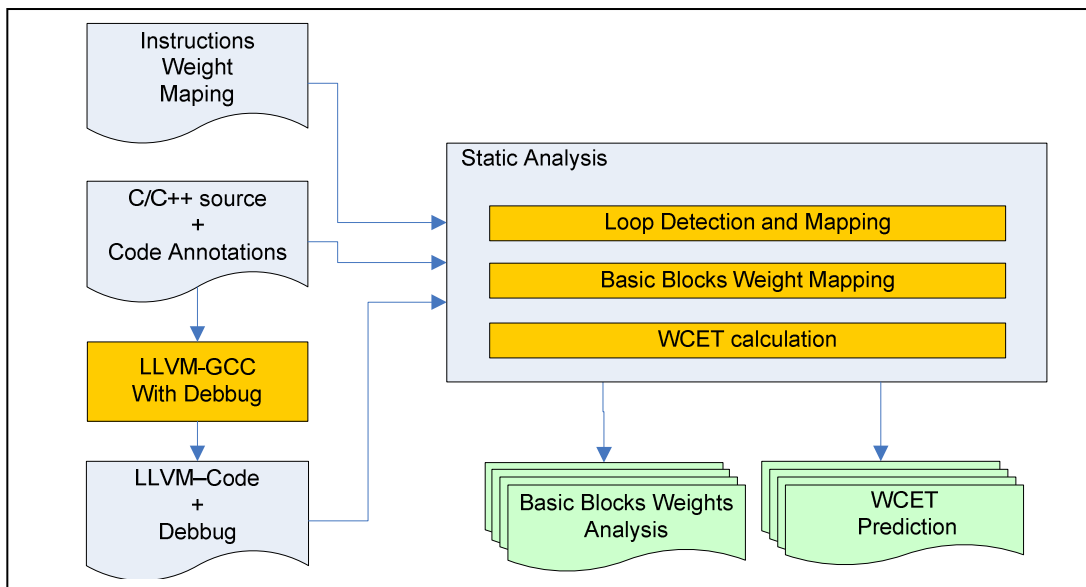 Instructions
Weight
Maping
C/C++ source
+
Code Annotations
LLVM-GCC
With Debbug
LLVM–Code
+
Debbug
Static Analysis
Loop Detection and Mapping
Basic Blocks Weight Mapping
WCET calculation
Basic Blocks Weights
Analysis
WCET
Prediction